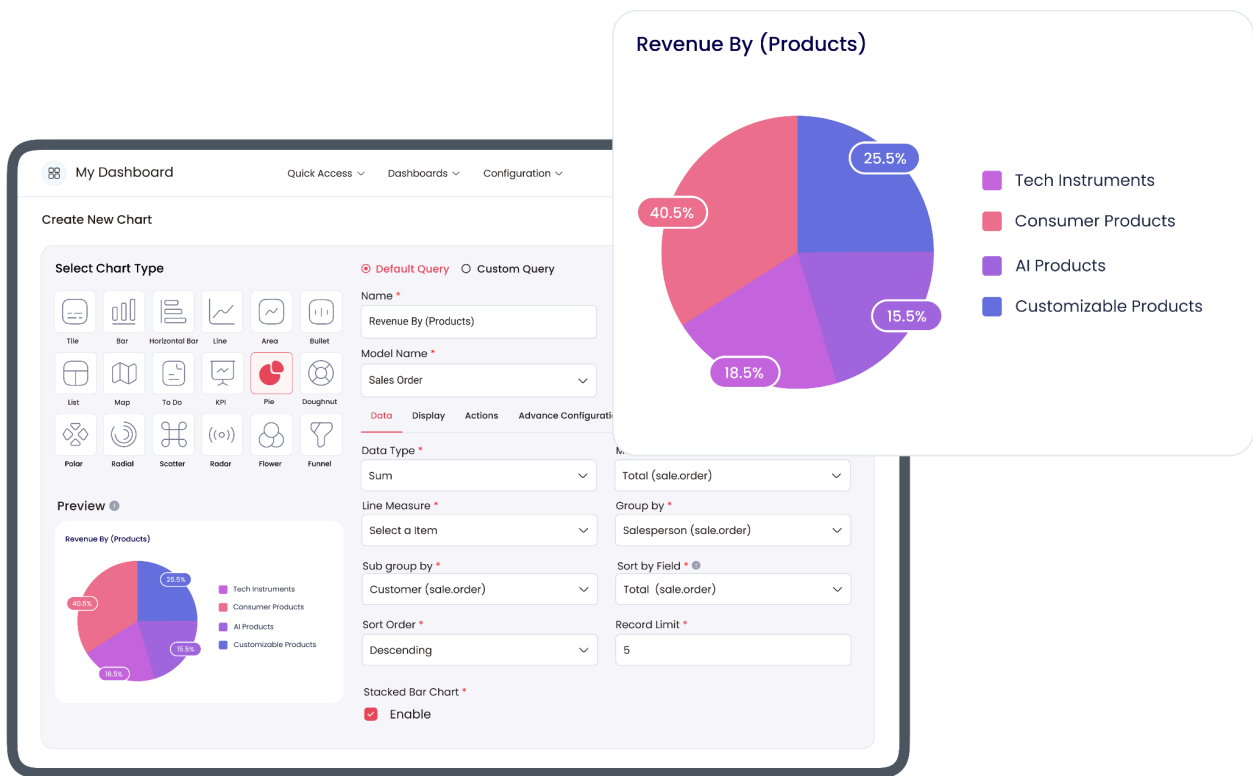 Revenue By (Products)
25.5%
40.5%
15.5%
18.5%
Tech Instruments
Consumer Products
AI Products
Customizable Products
My Dashboard
Quick Access
Dashboards
Configuration
Create New Chart
Select Chart Type
Tile
Bar
Horizontal Bar
Line
Area
Bullet
List
Map
To Do
KPI
Pie
Doughnut
Polar
Radial
Scatter
Radar
Flower
Funnel
Preview
Revenue By (Products)
25.5%
40.5%
15.5%
18.5%
Tech Instruments
Consumer Products
AI Products
Customizable Products
Default Query
Custom Query
Name *
Revenue By (Products)
Model Name *
Sales Order
Data
Display
Actions
Advance
Data Type *
Sum
Total (sale.order)
Line Measure *
Select a Item
Group by *
Salesperson (sale.order)
Sub group by *
Customer (sale.order)
Sort by Field *
Total (sale.order)
Sort Order *
Descending
Record Limit *
5
Stacked Bar Chart *
Enable